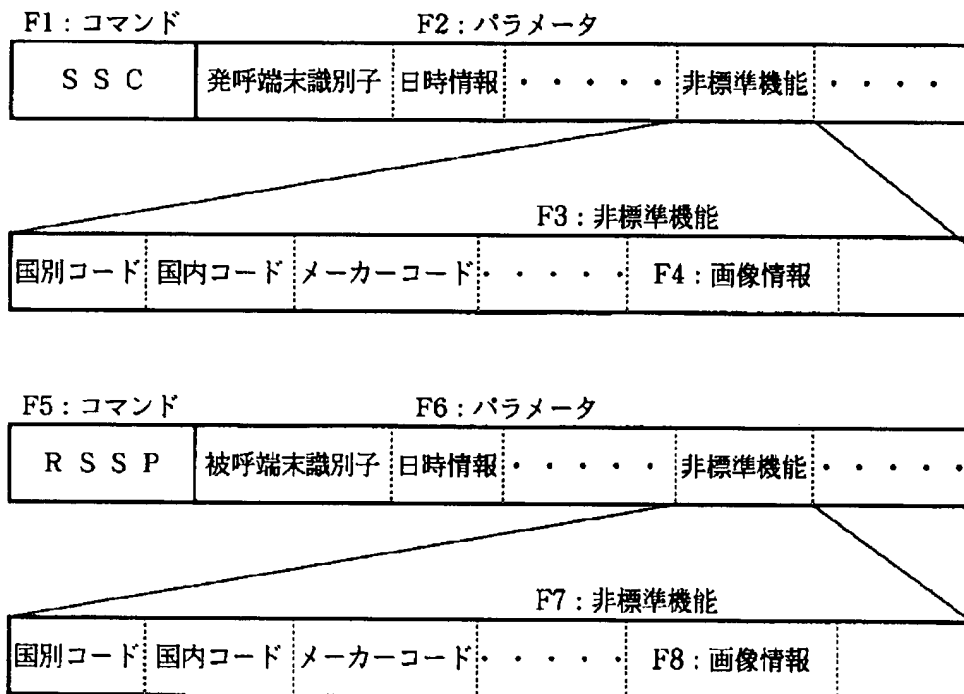 F1：コマンド F2：パラメータ
S S C 発呼端末識別子 日時情報 ・・・・・ 非標準機能 ・・・・
F3：非標準機能
国別コード 国内コード メーカーコード ・・・・・ F4：画像情報
F5：コマンド F6：パラメータ
R S S P 被呼端末識別子 日時情報 ・・・・・ 非標準機能 ・・・・・
F7：非標準機能
国別コード 国内コード メーカーコード ・・・・・ F8：画像情報